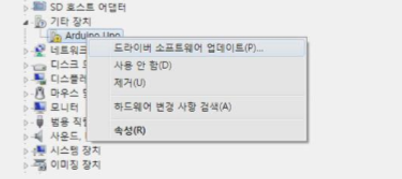 SD 호스트 어댑터
기타 장치
Arduino Uno
네트워크
드라이버 소프트웨어 업데이트(P)...
디스크
사용 안 함(D)
디스플레
제거(U)
마우스 및
모니터
하드웨어 변경 사항 검색(A)
범용 직렬
사운드,
속성(R)
시스템 장치
이미징 장치